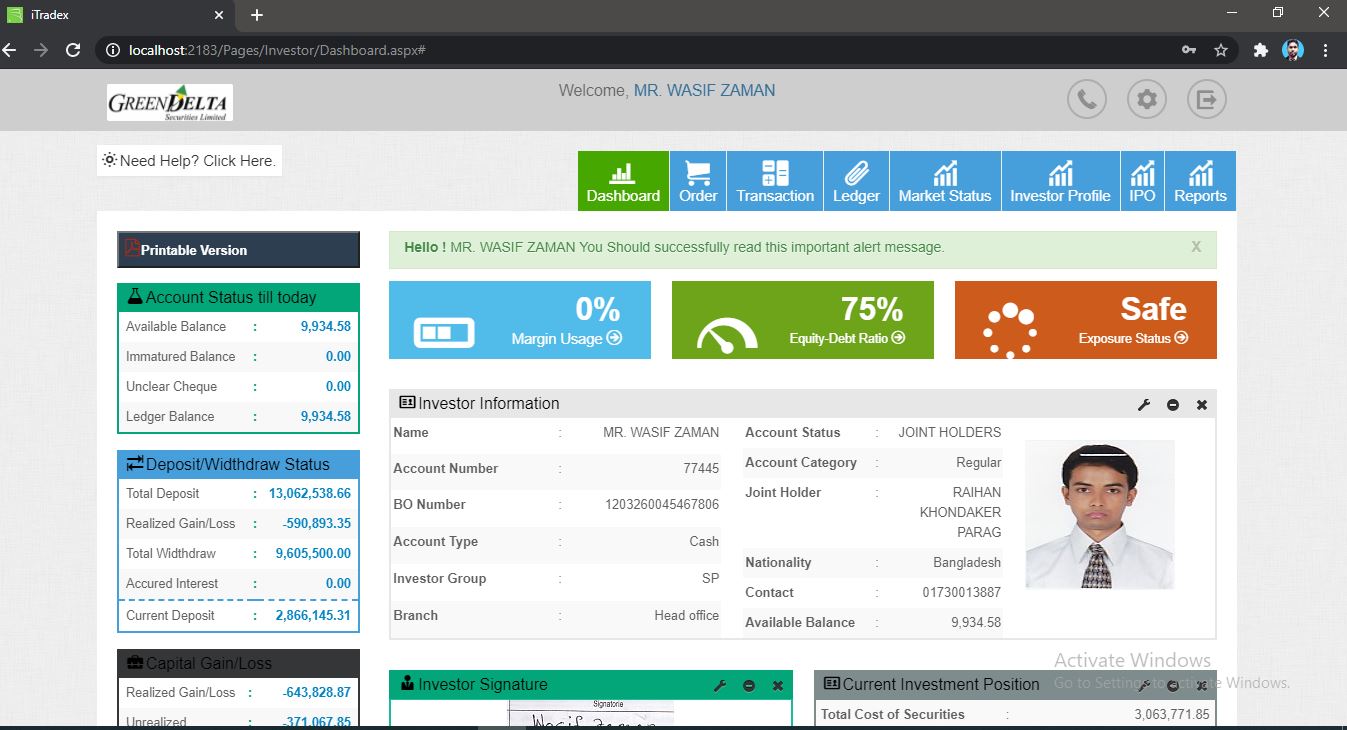 iTradex
localhost:2183/Pages/Investor/Dashboard.aspx#
GREENDELTA
Securities Limited
Welcome, MR. WASIF ZAMAN
Need Help? Click Here.
Dashboard Order Transaction Ledger Market Status Investor Profile IPO Reports
Printable Version
Account Status till today
Available Balance : 9,934.58
Immatured Balance : 0.00
Unclear Cheque : 0.00
Ledger Balance : 9,934.58
Deposit/Widthdraw Status
Total Deposit : 13,062,538.66
Realized Gain/Loss : -590,893.35
Total Widthdraw : 9,605,500.00
Accured Interest : 0.00
Current Deposit : 2,866,145.31
Capital Gain/Loss
Realized Gain/Loss : -643,828.87
Unrealized : -371,067.85
Hello ! MR. WASIF ZAMAN You Should successfully read this important alert message. X
0%
Margin Usage
75%
Equity-Debt Ratio
Safe
Exposure Status
Investor Information
Name : MR. WASIF ZAMAN
Account Number : 77445
BO Number : 1203260045467806
Account Type : Cash
Investor Group : SP
Branch : Head office
Account Status : JOINT HOLDERS
Account Category : Regular
Joint Holder : RAIHAN
KHONDAKER
PARAG
Nationality : Bangladesh
Contact : 01730013887
Available Balance : 9,934.58
Investor Signature
Signatorie
Wasif Zaman
Current Investment Position
Total Cost of Securities : 3,063,771.85
Activate Windows
Go to Settings to activate Windows.